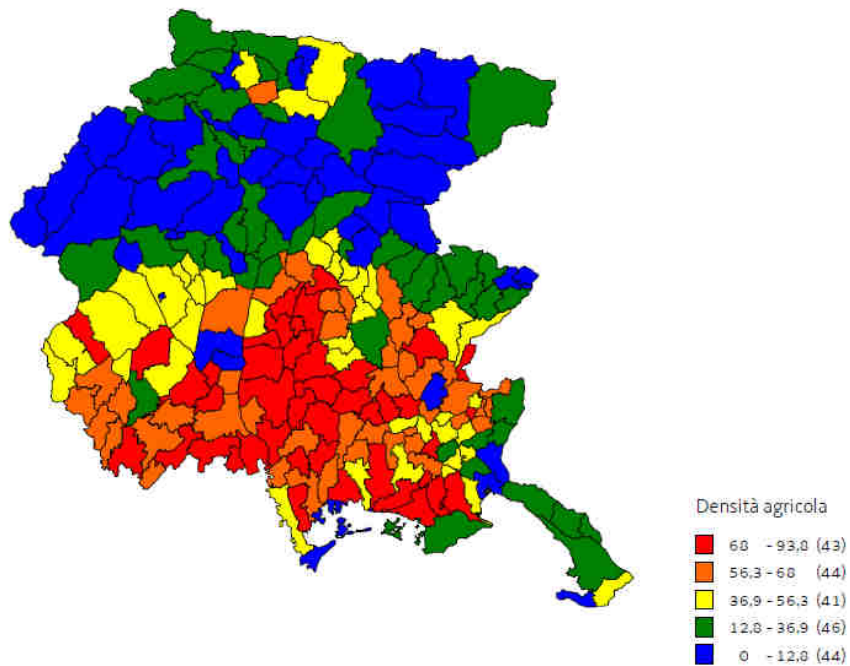 Densità agricola
68 - 93,8 (43)
56,3 - 68 (44)
36,9 - 56,3 (41)
12,8 - 36,9 (46)
0 - 12,8 (44)